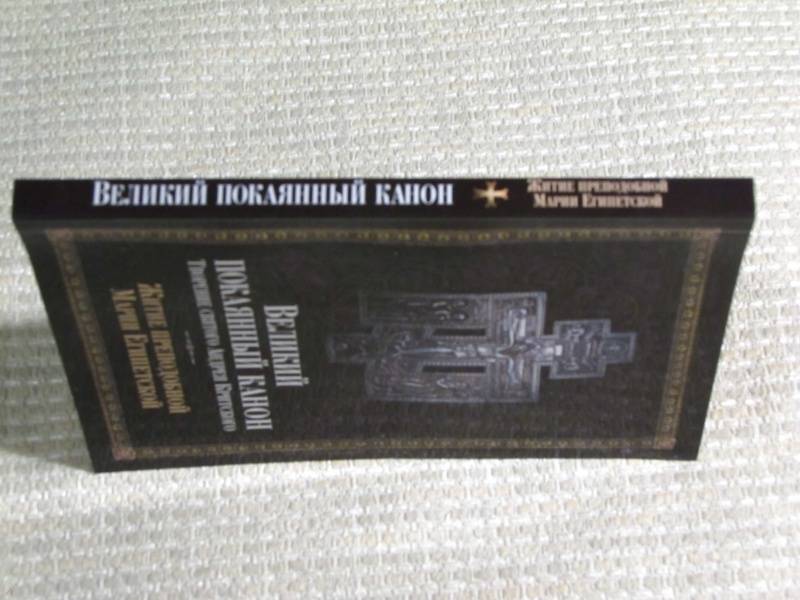 Великий покаянный канон
Житие преподобной
Марии Египетской
Великий
покаянный канон
Творение святого Андрея Критского
Житие преподобной
Марии Египетской